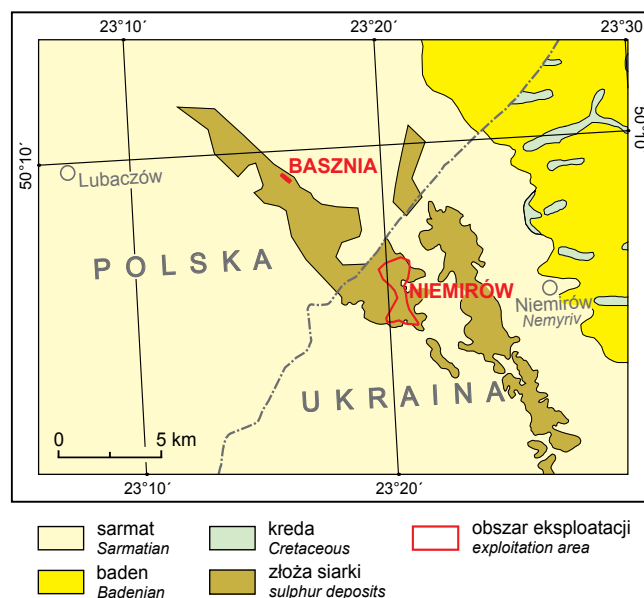 23°10´
23°20´
23°30´
50°10´
50°10´
Lubaczów
BASZNIA
POLSKA
NIEMIRÓW
Niemirów
Nemyriv
UKRAINA
0 5 km
23°10´
23°20´
sarmat
Sarmatian
baden
Badenian
kreda
Cretaceous
złoża siarki
sulphur deposits
obszar eksploatacji
exploitation area